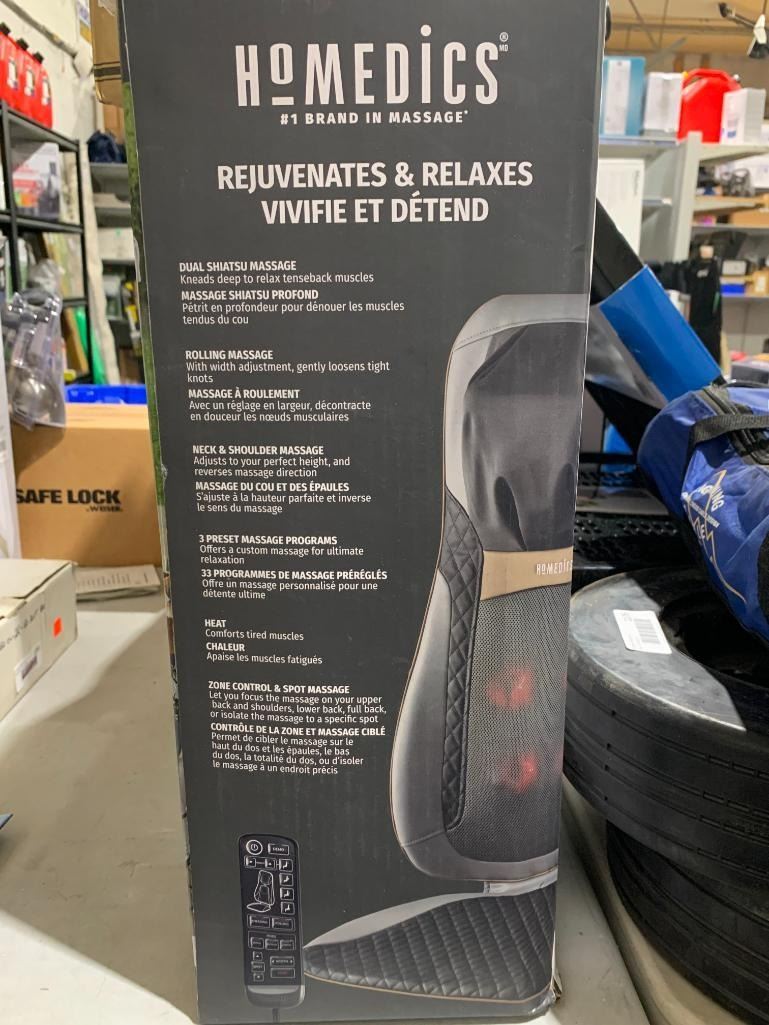 HOMEDICS® MD
#1 BRAND IN MASSAGE*
REJUVENATES & RELAXES
VIVIFIE ET DÉTEND
DUAL SHIATSU MASSAGE
Kneads deep to relax tenseback muscles
MASSAGE SHIATSU PROFOND
Pétrit en profondeur pour dénouer les muscles
tendus du cou
ROLLING MASSAGE
With width adjustment, gently loosens tight
knots
MASSAGE À ROULEMENT
Avec un réglage en largeur, décontracte
en douceur les nœuds musculaires
NECK & SHOULDER MASSAGE
Adjusts to your perfect height, and
reverses massage direction
MASSAGE DU COU ET DES ÉPAULES
S'ajuste à la hauteur parfaite et inverse
le sens du massage
3 PRESET MASSAGE PROGRAMS
Offers a custom massage for ultimate
relaxation
33 PROGRAMMES DE MASSAGE PRÉRÉGLÉS
Offre un massage personnalisé pour une
détente ultime
HEAT
Comforts tired muscles
CHALEUR
Apaise les muscles fatigués
ZONE CONTROL & SPOT MASSAGE
Let you focus the massage on your upper
back and shoulders, lower back, full back,
or isolate the massage to a specific spot
CONTRÔLE DE LA ZONE ET MASSAGE CIBLÉ
Permet de cibler le massage sur le
haut du dos et les épaules, le bas
du dos, la totalité du dos, ou d'isoler
le massage à un endroit précis
HOMEDICS
DEMO
SAFE LOCK
BY WEISER.